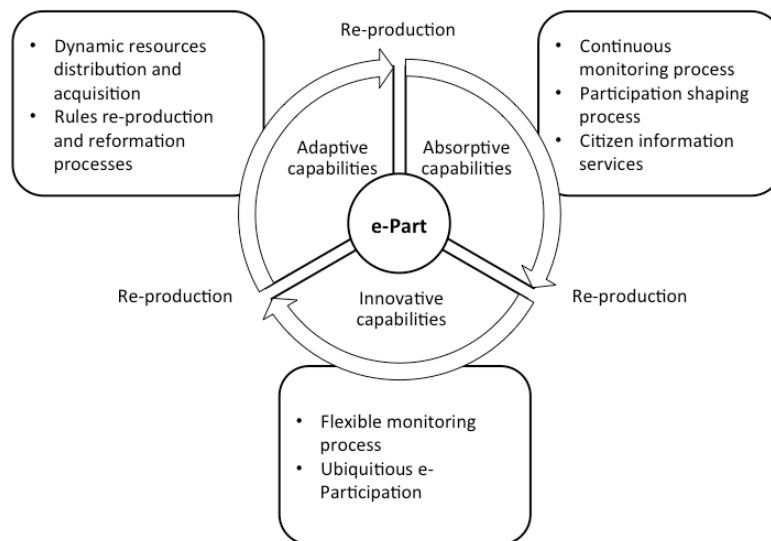 Re-production
• Dynamic resources
distribution and
acquisition
• Rules re-production
and reformation
processes
• Continuous
monitoring process
• Participation shaping
process
• Citizen information
services
Adaptive
capabilities
Absorptive
capabilities
e-Part
Re-production
Innovative
capabilities
Re-production
• Flexible monitoring
process
• Ubiquitious e-
Participation